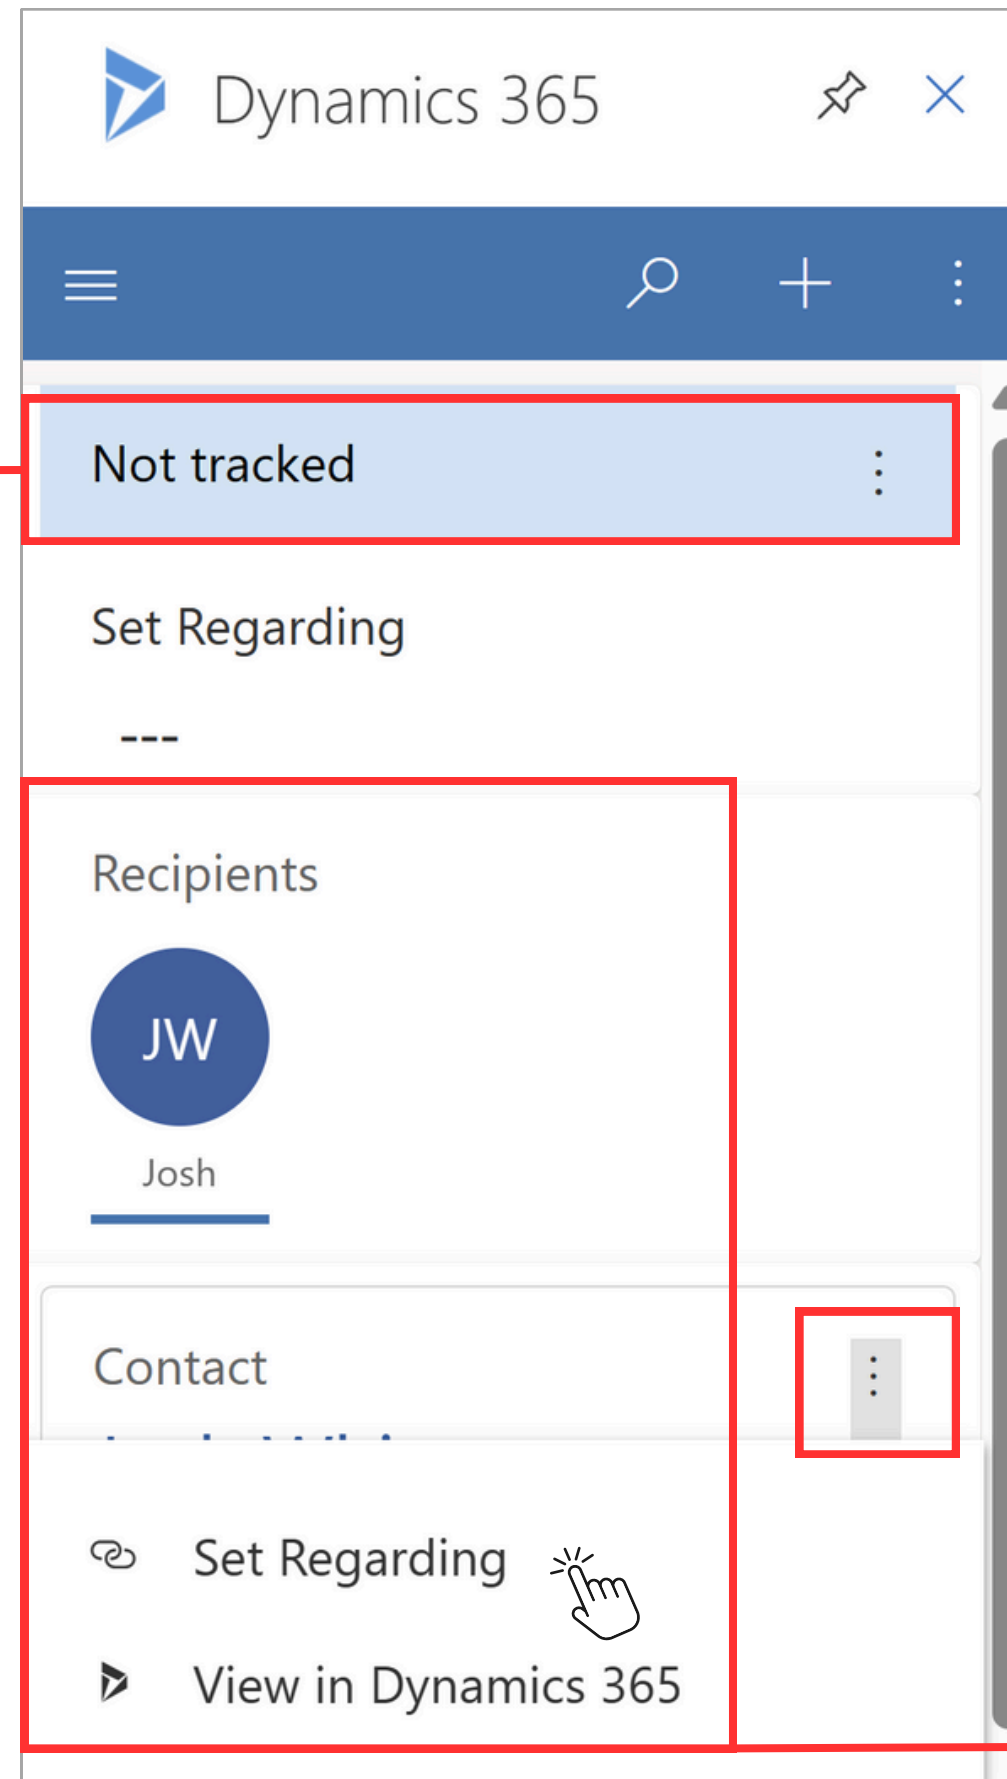 Dynamics 365
Not tracked
Set Regarding
---
Recipients
JW
Josh
Contact
Set Regarding
View in Dynamics 365